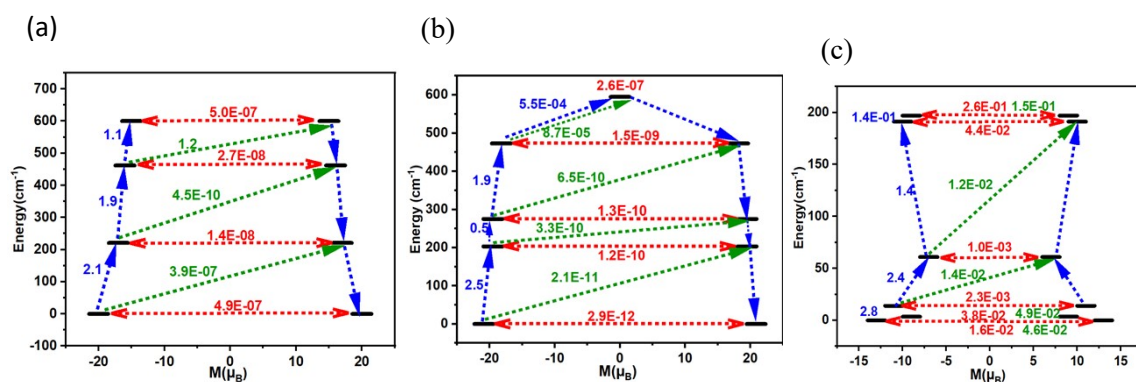 (a)
700
600
500
400
300
200
100
0
-100
Energy(cm⁻¹)
-20 -10 0 10 20
M(μB)
5.0E-07
1.1
1.2
2.7E-08
1.9
4.5E-10
1.4E-08
2.1
3.9E-07
4.9E-07
(b)
600
500
400
300
200
100
0
Energy (cm⁻¹)
-20 -10 0 10 20
M(μB)
2.6E-07
5.5E-04
8.7E-05
1.5E-09
1.9
6.5E-10
1.3E-10
0.5
3.3E-10
1.2E-10
2.5
2.1E-11
2.9E-12
(c)
200
150
100
50
0
Energy (cm⁻¹)
-15 -10 -5 0 5 10 15
M(μB)
2.6E-01 1.5E-01
1.4E-01
4.4E-02
1.4
1.2E-02
1.0E-03
2.4
1.4E-02
2.3E-03
2.8
3.8E-02 4.9E-02
1.6E-02 4.6E-02